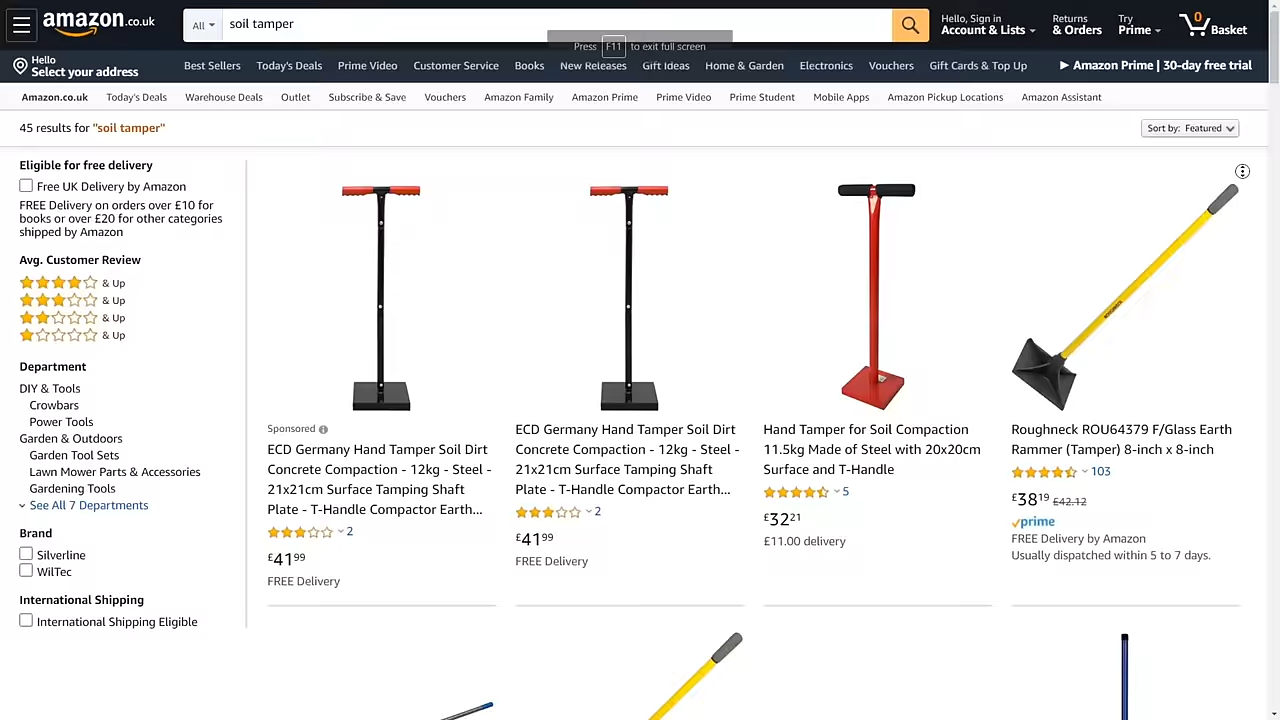 amazon.co.uk
All
soil tamper
Hello, Sign in
Account & Lists
Returns
& Orders
Try
Prime
0
Basket
Press F11 to exit full screen
Hello
Select your address
Best Sellers
Today's Deals
Prime Video
Customer Service
Books
New Releases
Gift Ideas
Home & Garden
Electronics
Vouchers
Gift Cards & Top Up
Amazon Prime | 30-day free trial
Amazon.co.uk
Today's Deals
Warehouse Deals
Outlet
Subscribe & Save
Vouchers
Amazon Family
Amazon Prime
Prime Video
Prime Student
Mobile Apps
Amazon Pickup Locations
Amazon Assistant
45 results for "soil tamper"
Sort by: Featured
Eligible for free delivery
Free UK Delivery by Amazon
FREE Delivery on orders over £10 for
books or over £20 for other categories
shipped by Amazon
Avg. Customer Review
& Up
& Up
& Up
& Up
Department
DIY & Tools
Crowbars
Power Tools
Garden & Outdoors
Garden Tool Sets
Lawn Mower Parts & Accessories
Gardening Tools
See All 7 Departments
Brand
Silverline
WilTec
International Shipping
International Shipping Eligible
Sponsored
ECD Germany Hand Tamper Soil Dirt
Concrete Compaction - 12kg - Steel -
21x21cm Surface Tamping Shaft
Plate - T-Handle Compactor Earth...
2
£41.99
FREE Delivery
ECD Germany Hand Tamper Soil Dirt
Concrete Compaction - 12kg - Steel -
21x21cm Surface Tamping Shaft
Plate - T-Handle Compactor Earth...
2
£41.99
FREE Delivery
Hand Tamper for Soil Compaction
11.5kg Made of Steel with 20x20cm
Surface and T-Handle
5
£32.21
£11.00 delivery
Roughneck ROU64379 F/Glass Earth
Rammer (Tamper) 8-inch x 8-inch
103
£38.19 £42.12
prime
FREE Delivery by Amazon
Usually dispatched within 5 to 7 days.